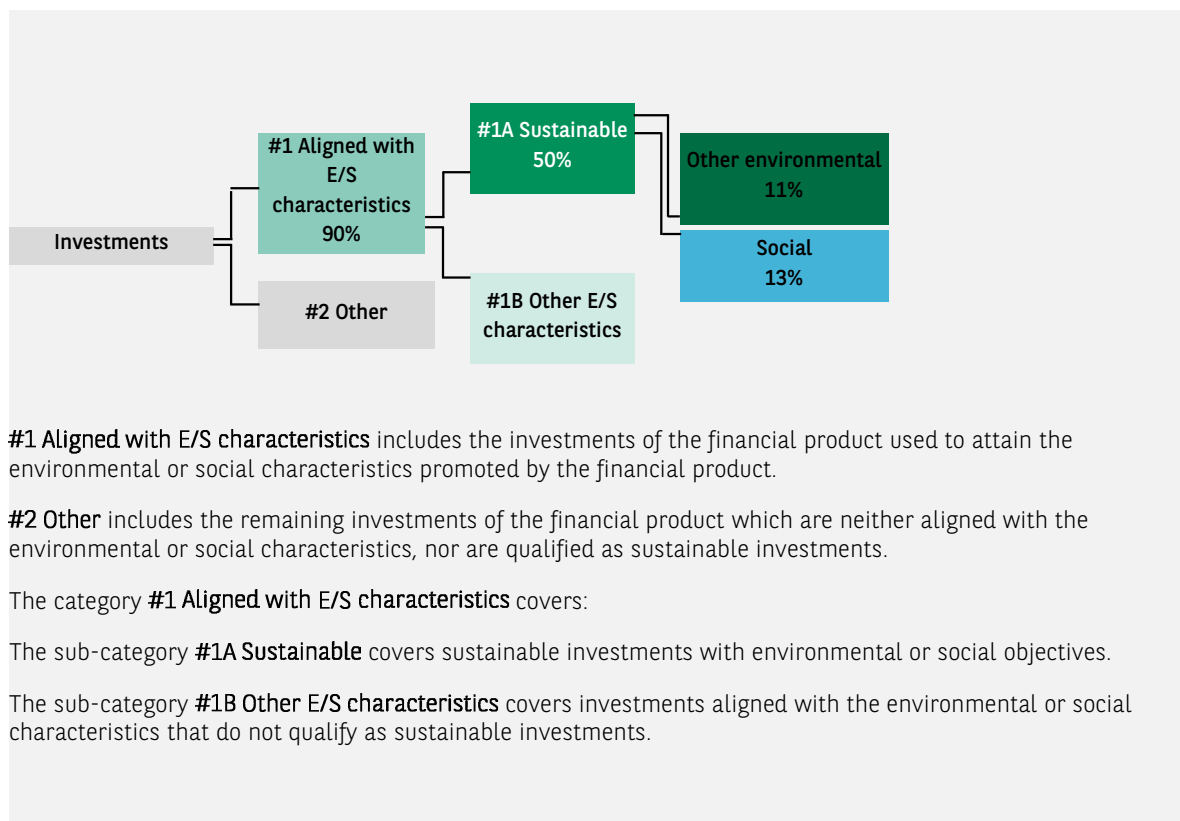 #1A Sustainable
50%
#1 Aligned with
E/S
characteristics
90%
Other environmental
11%
Investments
Social
13%
#2 Other
#1B Other E/S
characteristics
#1 Aligned with E/S characteristics includes the investments of the financial product used to attain the
environmental or social characteristics promoted by the financial product.
#2 Other includes the remaining investments of the financial product which are neither aligned with the
environmental or social characteristics, nor are qualified as sustainable investments.
The category #1 Aligned with E/S characteristics covers:
The sub-category #1A Sustainable covers sustainable investments with environmental or social objectives.
The sub-category #1B Other E/S characteristics covers investments aligned with the environmental or social
characteristics that do not qualify as sustainable investments.